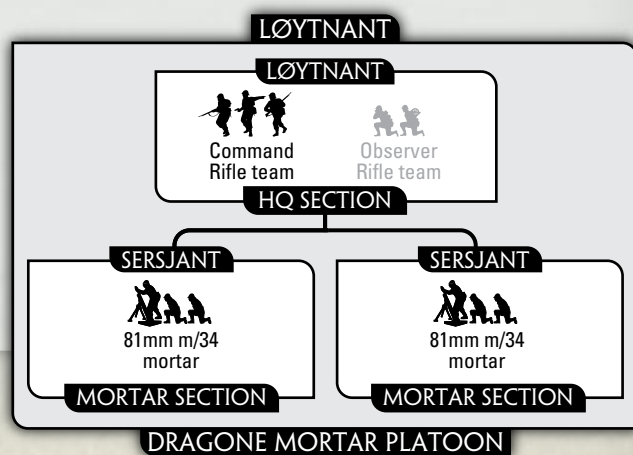 LØYTNANT
LØYTNANT
Command
Rifle team
Observer
Rifle team
HQ SECTION
SERSJANT
81mm m/34
mortar
MORTAR SECTION
SERSJANT
81mm m/34
mortar
MORTAR SECTION
DRAGONE MORTAR PLATOON